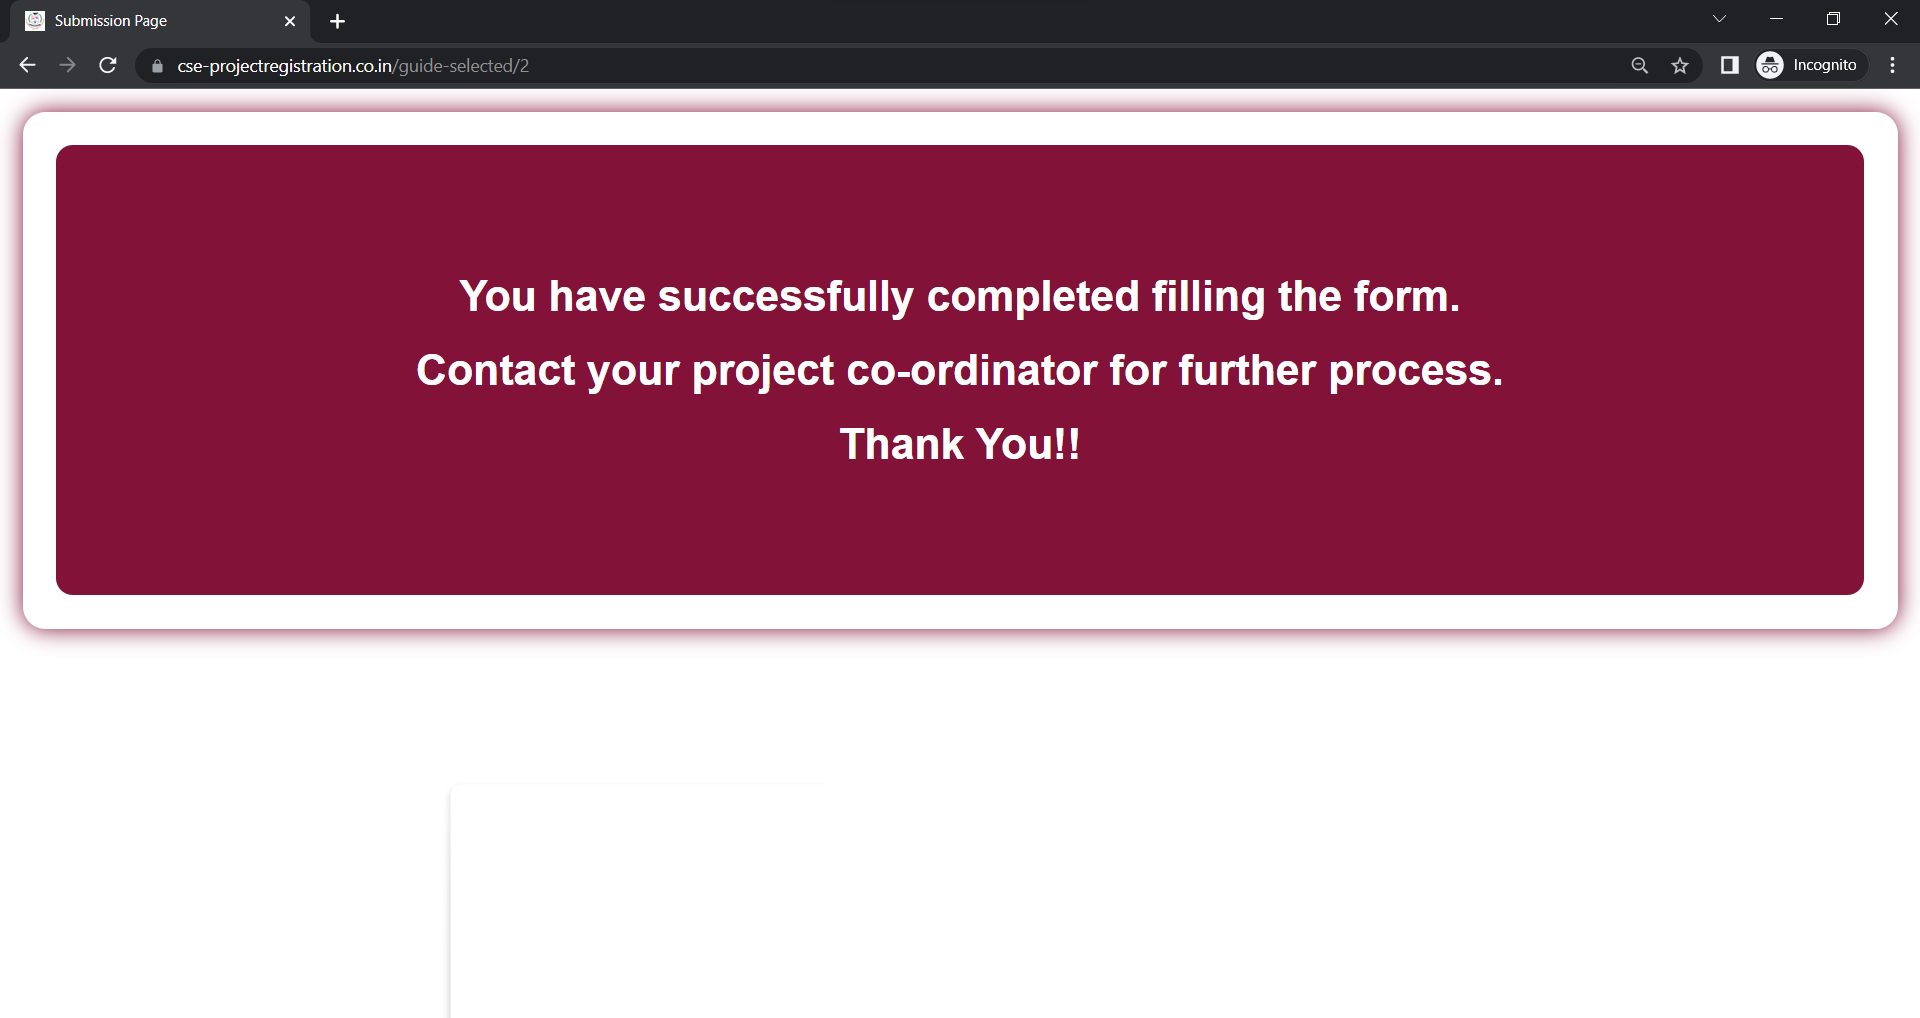 Submission Page
cse-projectregistration.co.in/guide-selected/2
Incognito
You have successfully completed filling the form.
Contact your project co-ordinator for further process.
Thank You!!